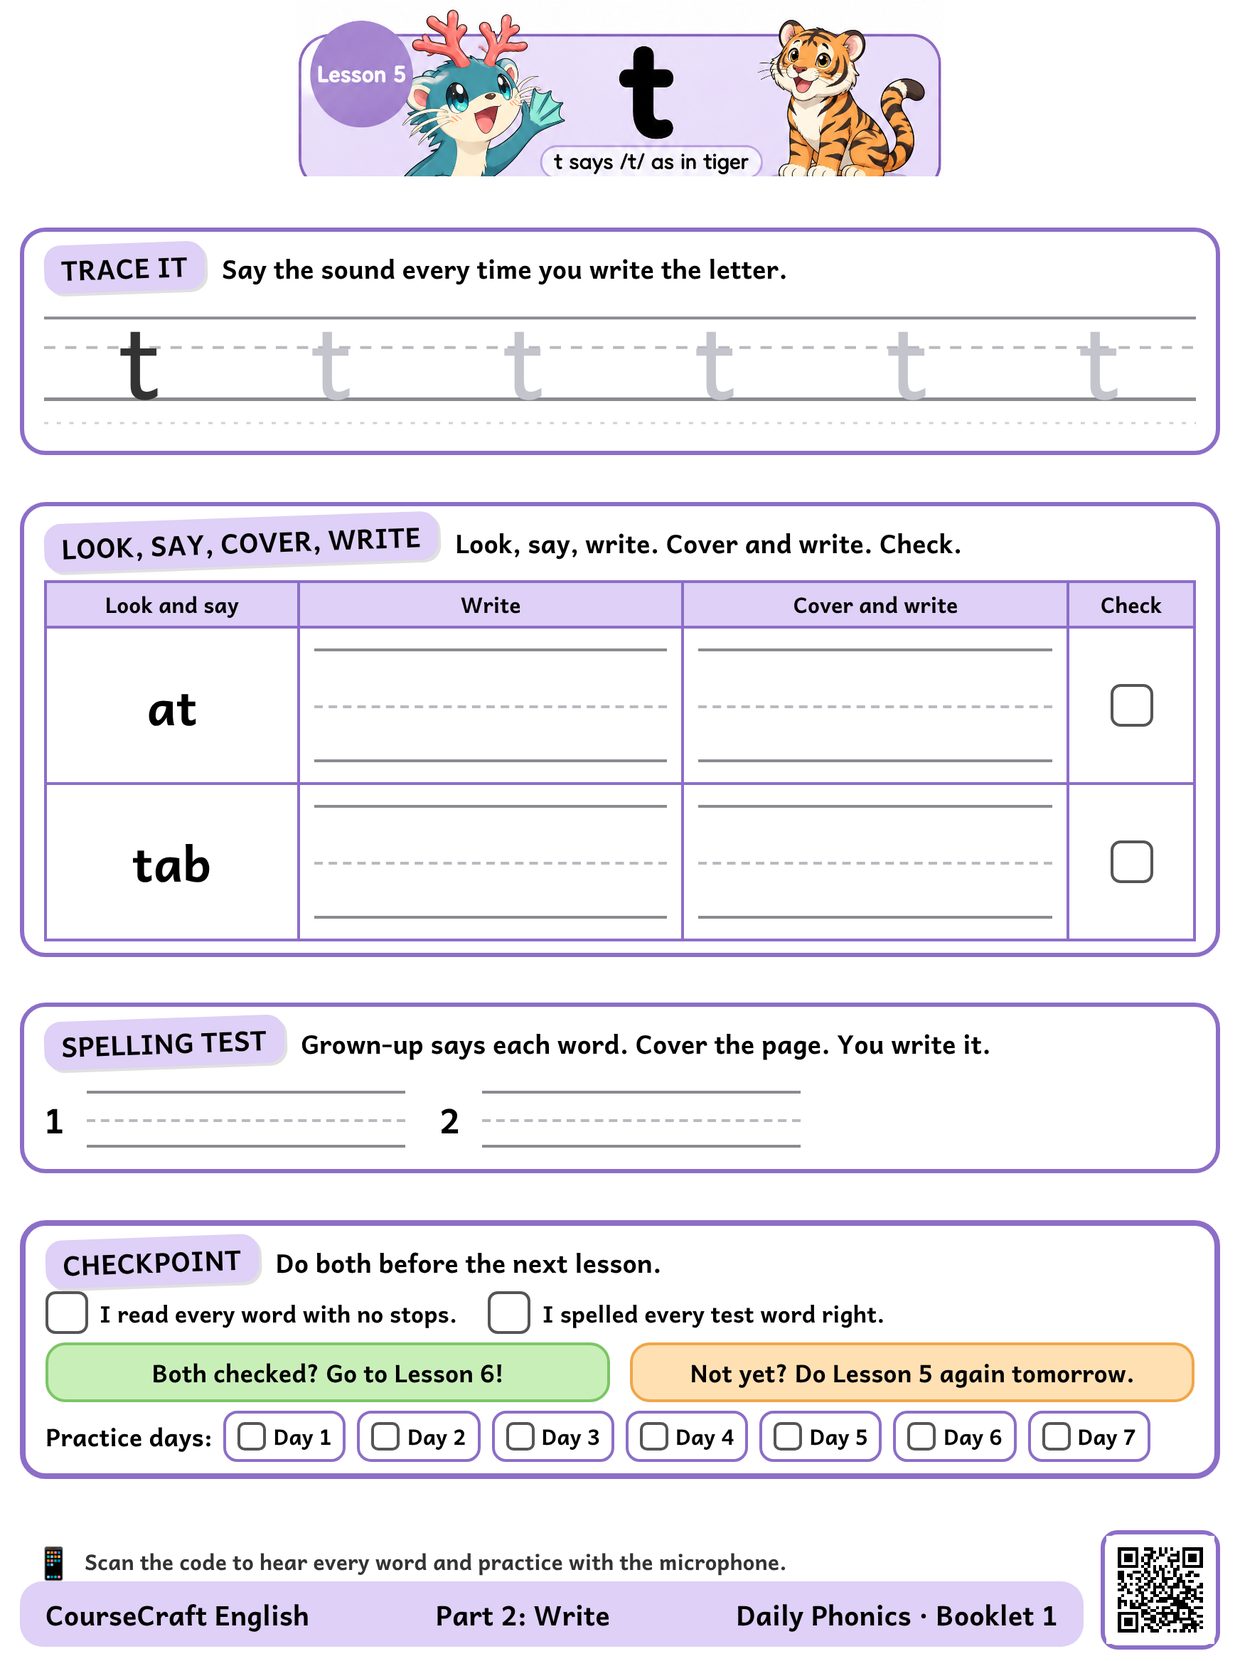 Lesson 5
t
t says /t/ as in tiger
TRACE IT Say the sound every time you write the letter.
t t t t t t
LOOK, SAY, COVER, WRITE Look, say, write. Cover and write. Check.
Look and say Write Cover and write Check
at
tab
SPELLING TEST Grown-up says each word. Cover the page. You write it.
1 2
CHECKPOINT Do both before the next lesson.
I read every word with no stops. I spelled every test word right.
Both checked? Go to Lesson 6! Not yet? Do Lesson 5 again tomorrow.
Practice days: Day 1 Day 2 Day 3 Day 4 Day 5 Day 6 Day 7
Scan the code to hear every word and practice with the microphone.
CourseCraft English Part 2: Write Daily Phonics · Booklet 1